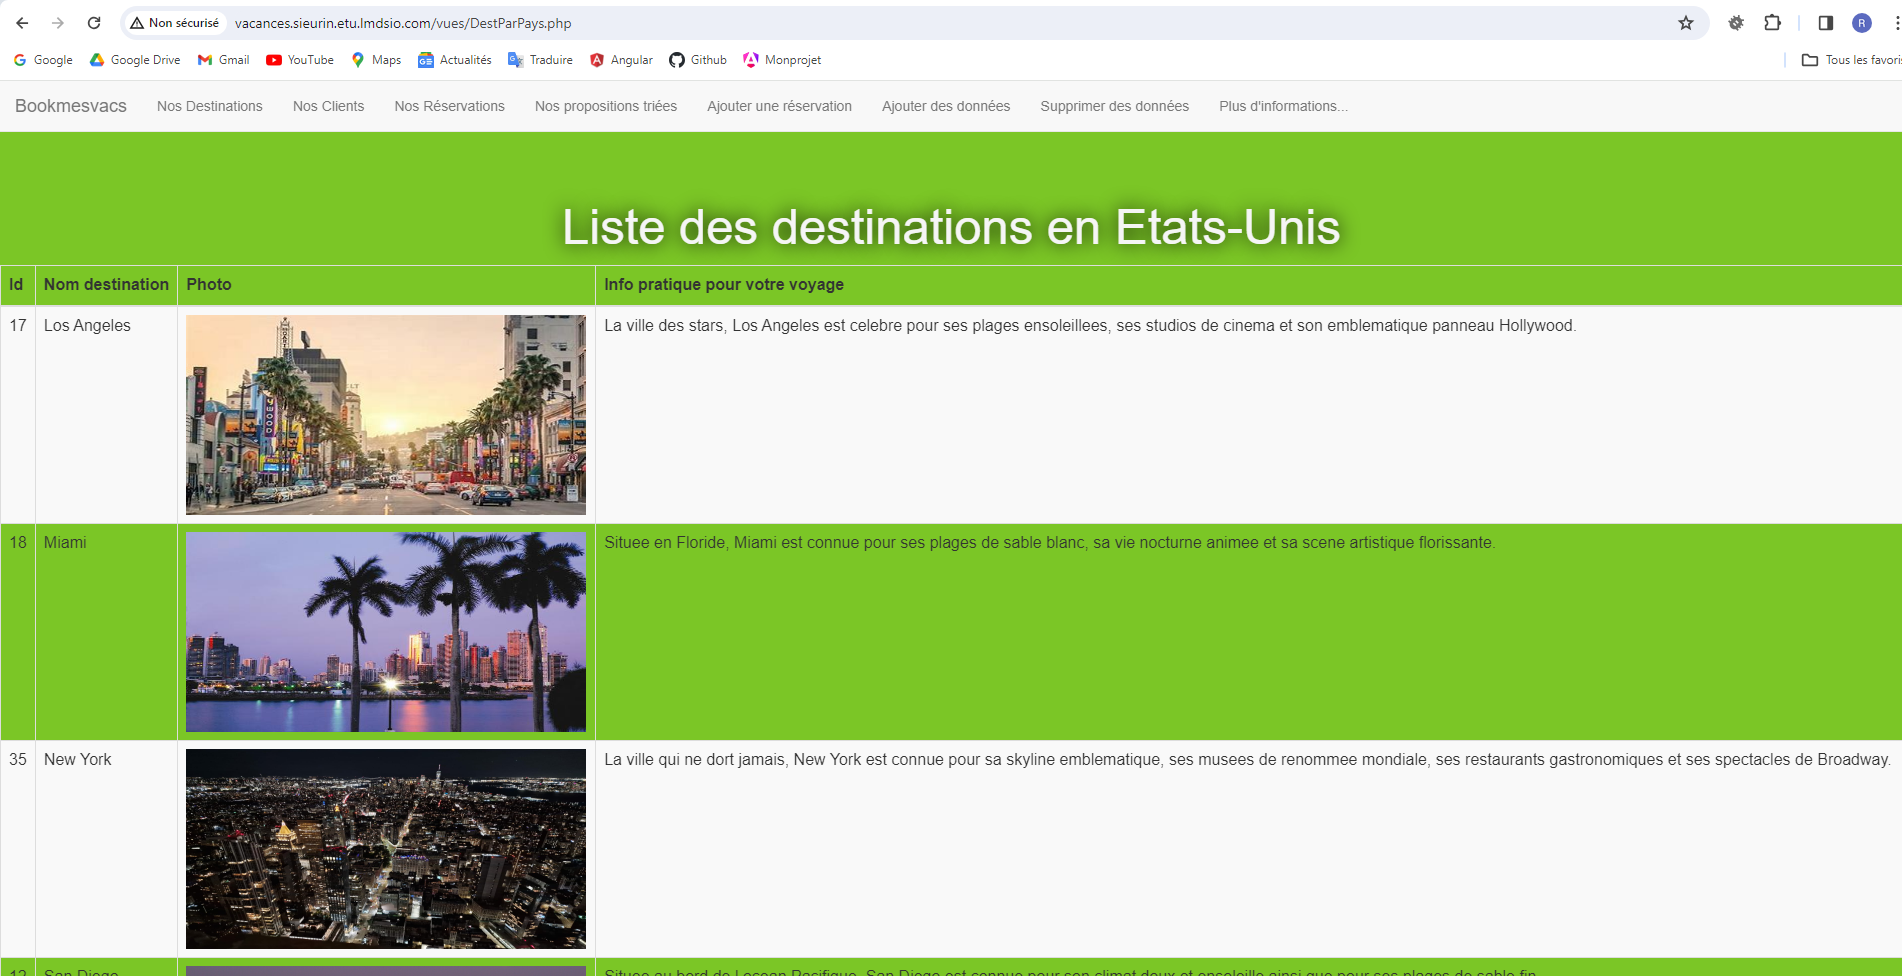 Non sécurisé vacances.sieurin.etu.lmdsio.com/vues/DestParPays.php R
Google Google Drive Gmail YouTube Maps Actualités Traduire Angular Github Monprojet Tous les favoris
Bookmesvacs Nos Destinations Nos Clients Nos Réservations Nos propositions triées Ajouter une réservation Ajouter des données Supprimer des données Plus d'informations...
Liste des destinations en Etats-Unis
Id Nom destination Photo Info pratique pour votre voyage
17 Los Angeles La ville des stars, Los Angeles est celebre pour ses plages ensoleillees, ses studios de cinema et son emblematique panneau Hollywood.
18 Miami Situee en Floride, Miami est connue pour ses plages de sable blanc, sa vie nocturne animee et sa scene artistique florissante.
35 New York La ville qui ne dort jamais, New York est connue pour sa skyline emblematique, ses musees de renommee mondiale, ses restaurants gastronomiques et ses spectacles de Broadway.
12 San Diego Situee au bord de l ocean Pacifique, San Diego est connue pour son climat doux et ensoleille ainsi que pour ses plages de sable fin